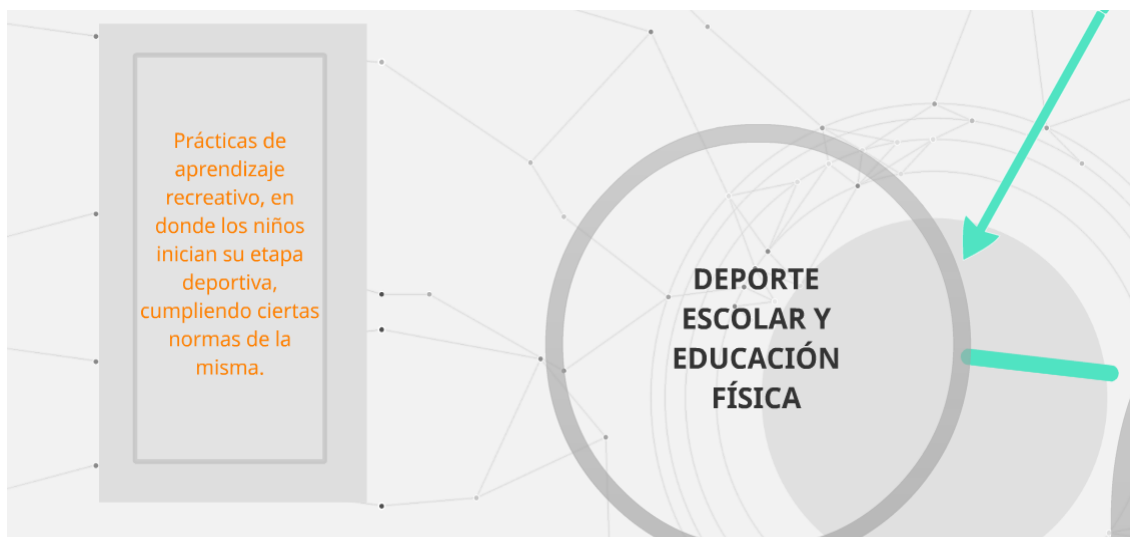 Prácticas de
aprendizaje
recreativo, en
donde los niños
inician su etapa
deportiva,
cumpliendo ciertas
normas de la
misma.
DEPORTE
ESCOLAR Y
EDUCACIÓN
FÍSICA